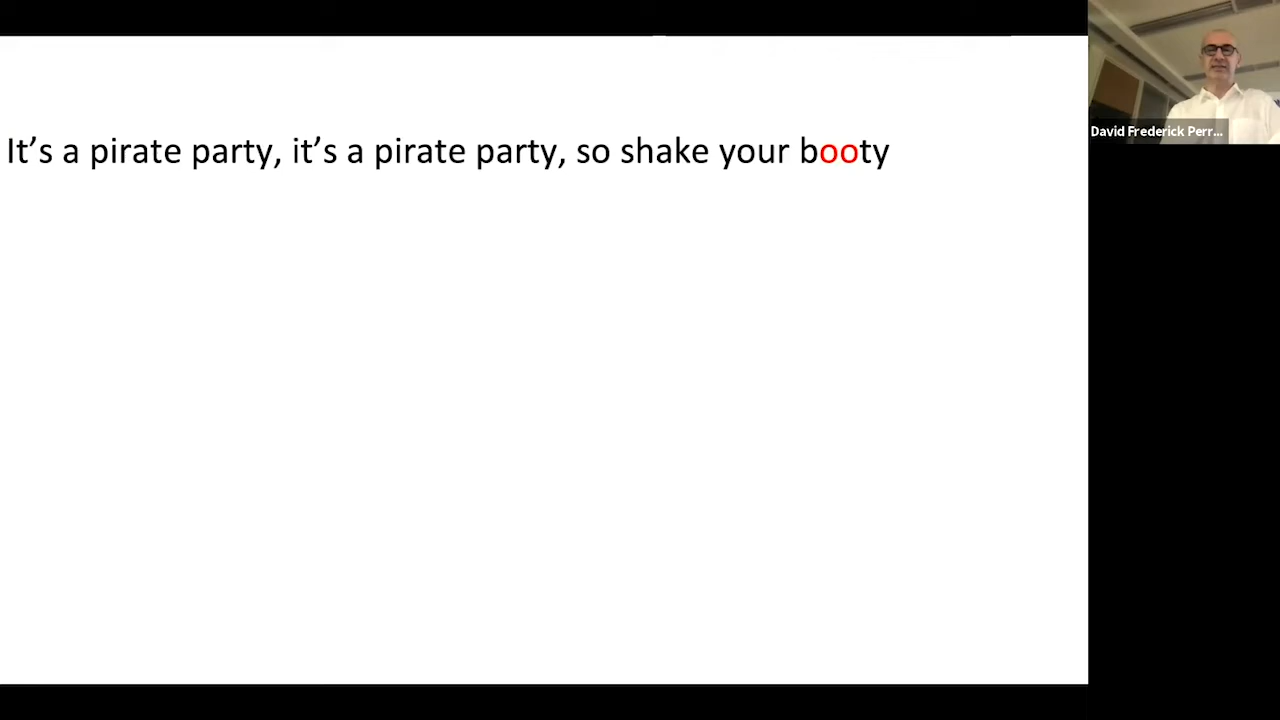 It’s a pirate party, it’s a pirate party, so shake your booty
David Frederick Perr...